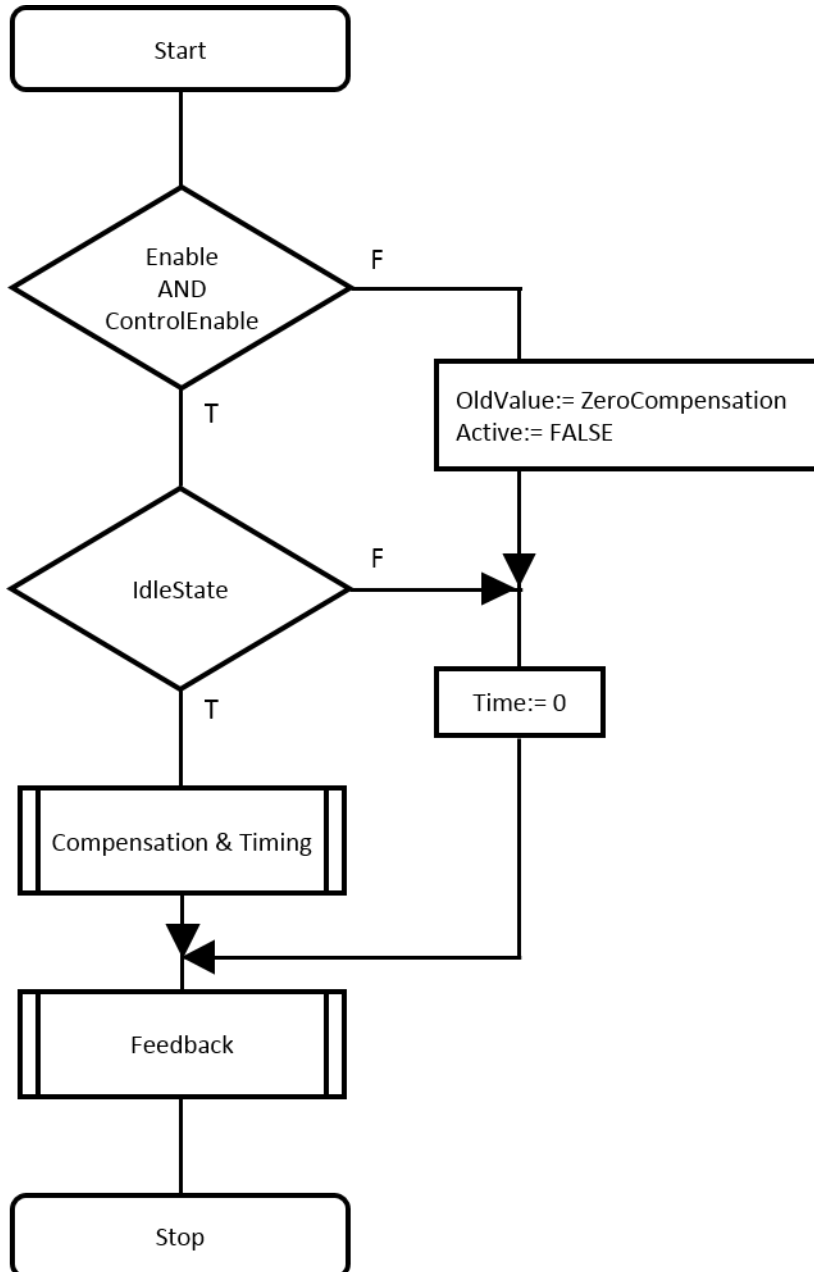 Start
Enable
AND
ControlEnable
F
T
OldValue:= ZeroCompensation
Active:= FALSE
IdleState
F
T
Time:= 0
Compensation & Timing
Feedback
Stop